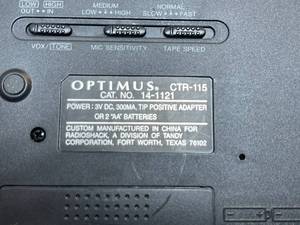 LOW HIGH
OUT IN
MEDIUM
LOW HIGH
NORMAL
SLOW FAST
VOX / TONE
MIC SENSITIVITY
TAPE SPEED
OPTIMUS® CTR-115
CAT. NO. 14-1121
POWER: 3V DC, 300MA, TIP POSITIVE ADAPTER
OR 2 "AA" BATTERIES
CUSTOM MANUFACTURED IN CHINA FOR
RADIOSHACK, A DIVISION OF TANDY
CORPORATION, FORT WORTH, TEXAS 76102